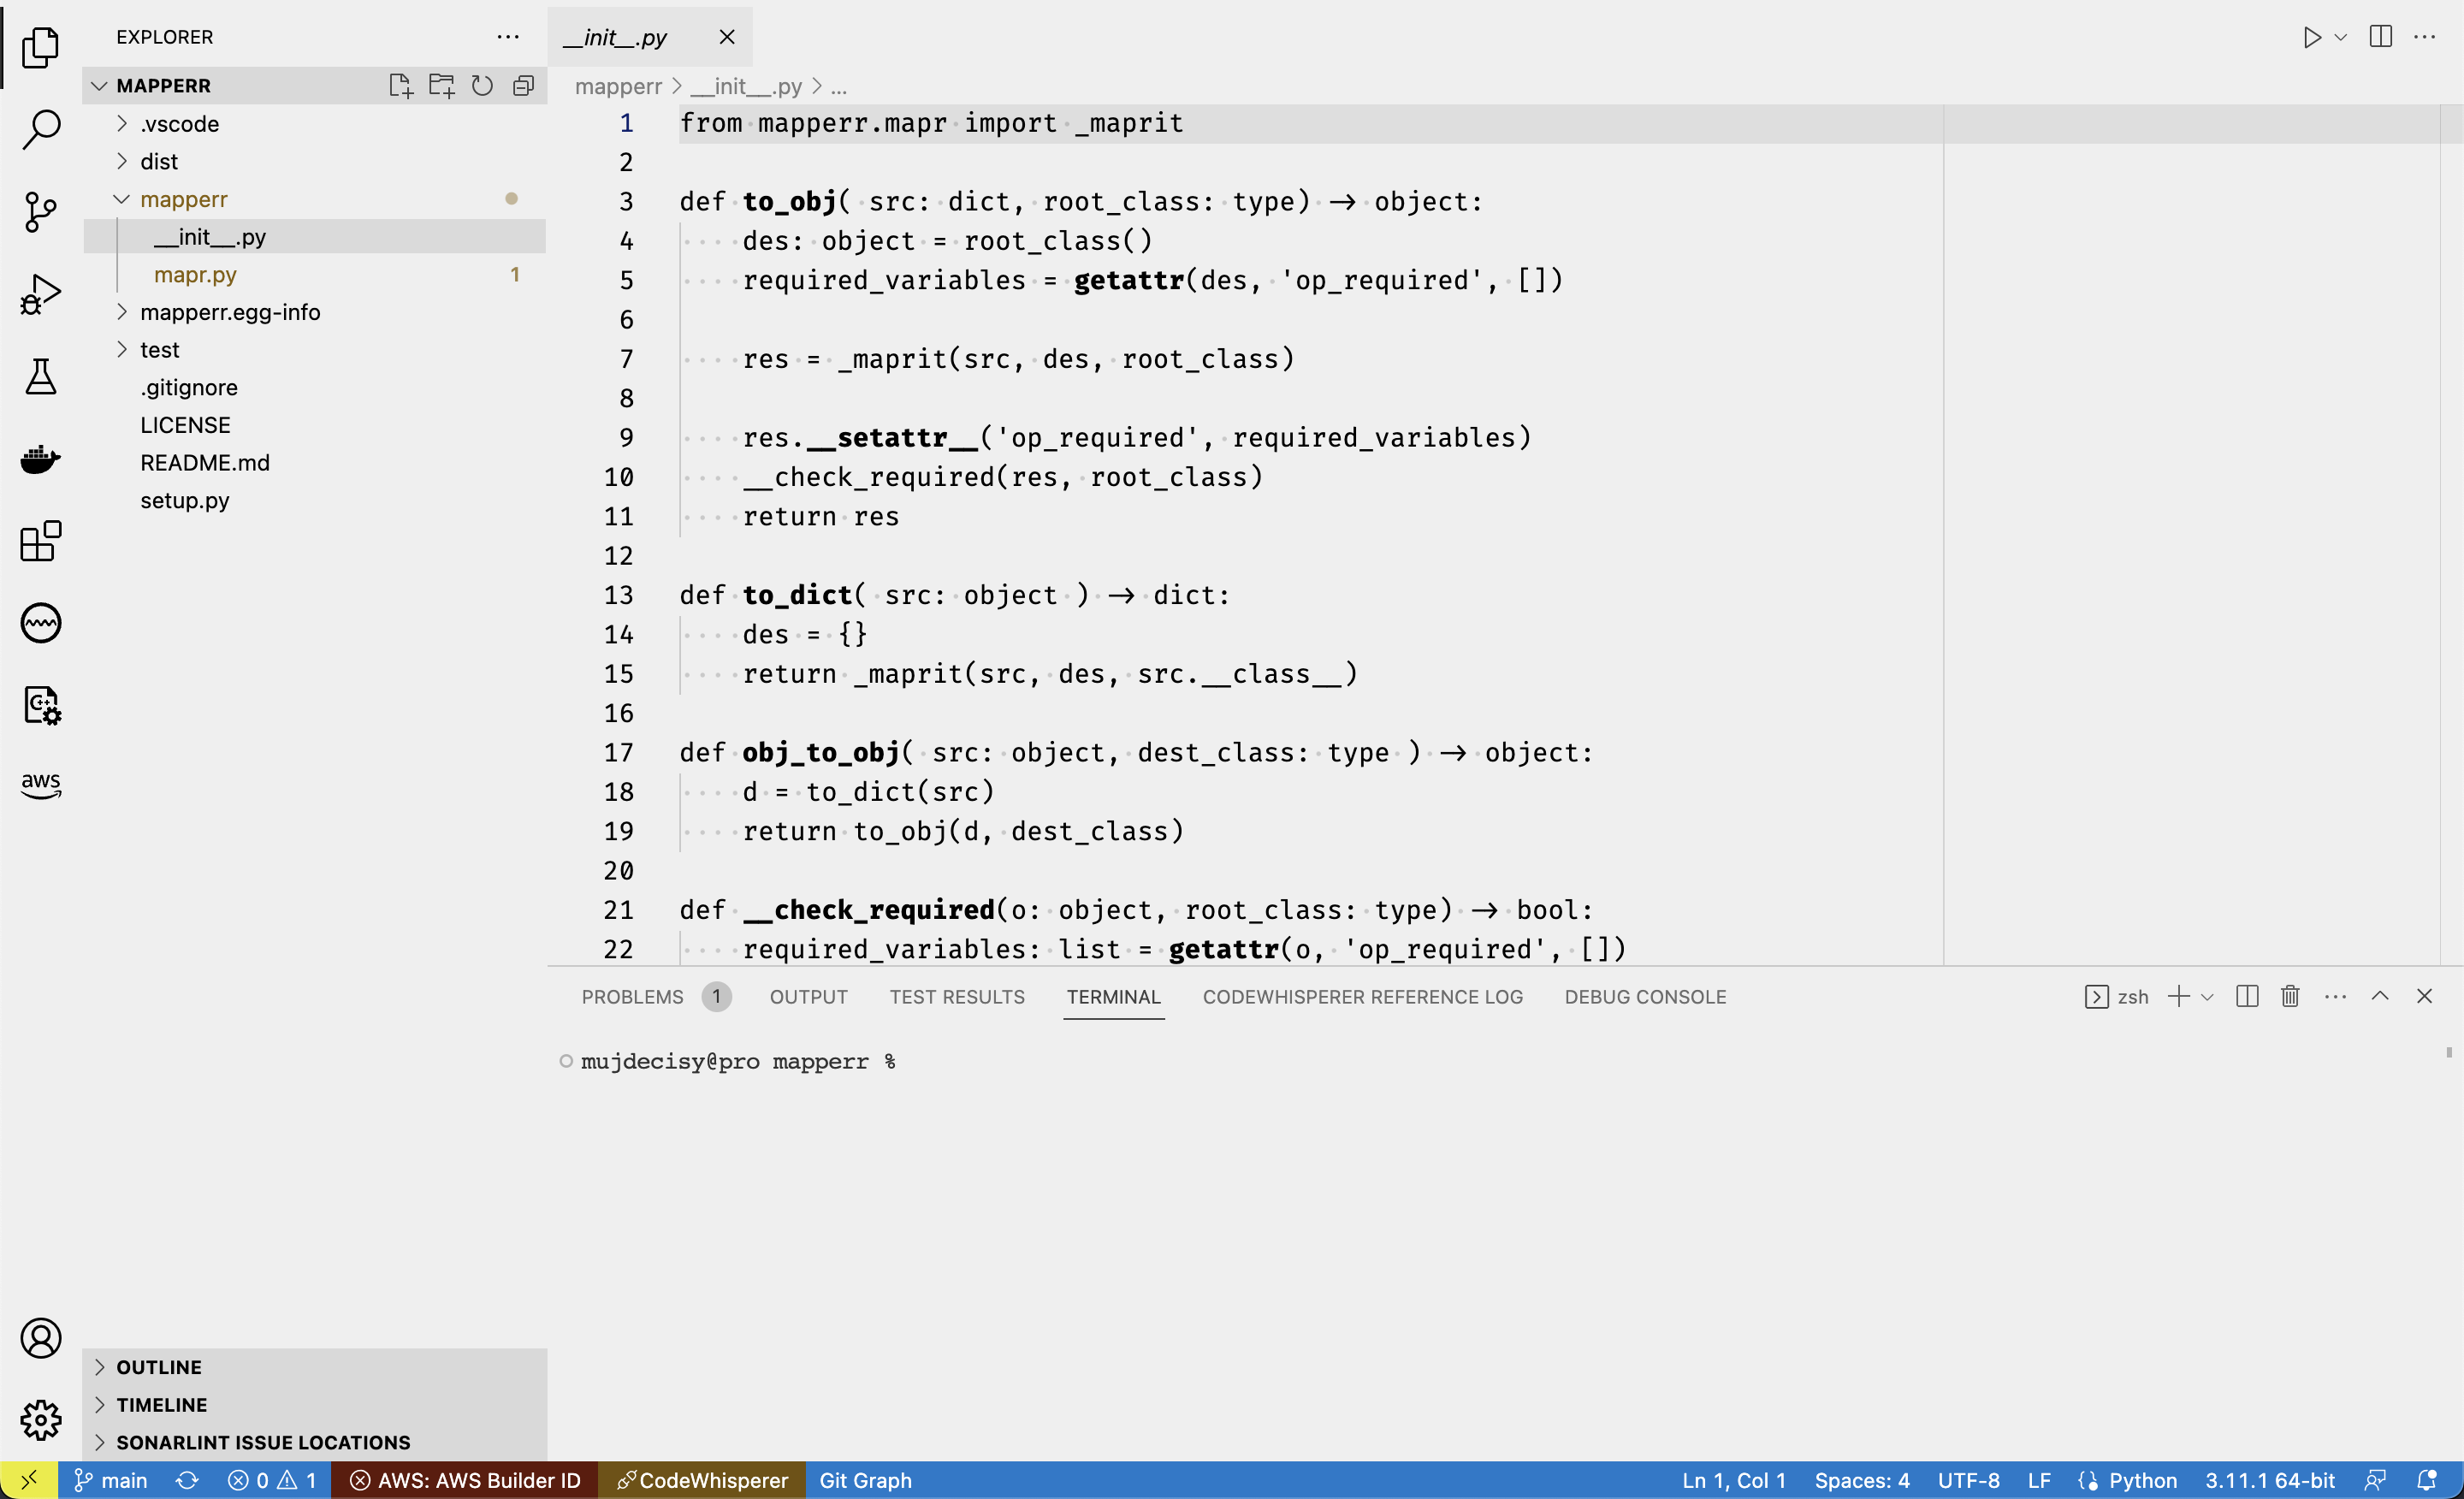 EXPLORER
MAPPERR
.vscode
dist
mapperr
__init__.py
mapr.py 1
mapperr.egg-info
test
.gitignore
LICENSE
README.md
setup.py
aws
OUTLINE
TIMELINE
SONARLINT ISSUE LOCATIONS
__init__.py
mapperr > __init__.py > ...
1 from mapperr.mapr import _maprit
2
3 def to_obj( src: dict, root_class: type) → object:
4     des: object = root_class()
5     required_variables = getattr(des, 'op_required', [])
6
7     res = _maprit(src, des, root_class)
8
9     res.__setattr__('op_required', required_variables)
10     __check_required(res, root_class)
11     return res
12
13 def to_dict( src: object ) → dict:
14     des = {}
15     return _maprit(src, des, src.__class__)
16
17 def obj_to_obj( src: object, dest_class: type ) → object:
18     d = to_dict(src)
19     return to_obj(d, dest_class)
20
21 def __check_required(o: object, root_class: type) → bool:
22     required_variables: list = getattr(o, 'op_required', [])
PROBLEMS 1 OUTPUT TEST RESULTS TERMINAL CODEWHISPERER REFERENCE LOG DEBUG CONSOLE zsh
mujdecisy@pro mapperr %
main 0 1 AWS: AWS Builder ID CodeWhisperer Git Graph Ln 1, Col 1 Spaces: 4 UTF-8 LF Python 3.11.1 64-bit